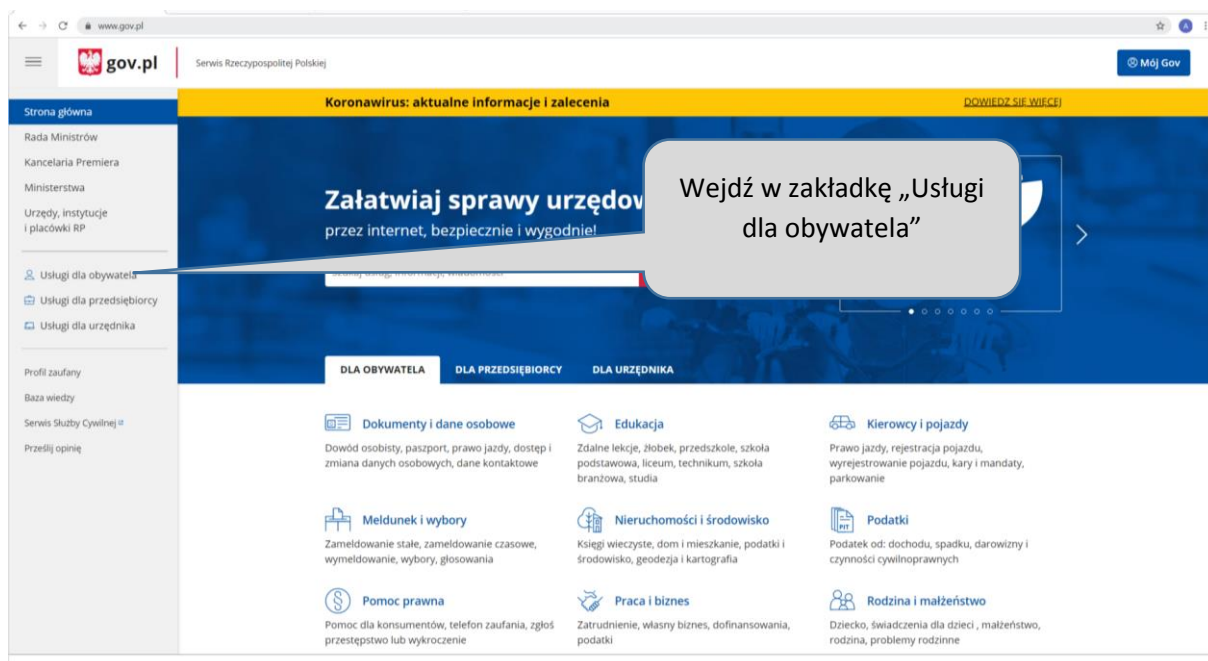 www.gov.pl
A
gov.pl
Serwis Rzeczypospolitej Polskiej
Mój Gov
Strona główna
Rada Ministrów
Kancelaria Premiera
Ministerstwa
Urzędy, instytucje
i placówki RP
Usługi dla obywatela
Usługi dla przedsiębiorcy
Usługi dla urzędnika
Profil zaufany
Baza wiedzy
Serwis Służby Cywilnej
Prześlij opinię
Koronawirus: aktualne informacje i zalecenia
DOWIEDZ SIĘ WIĘCEJ
Załatwiaj sprawy urzędow
przez internet, bezpiecznie i wygodnie!
Wejdź w zakładkę „Usługi
dla obywatela”
DLA OBYWATELA DLA PRZEDSIĘBIORCY DLA URZĘDNIKA
Dokumenty i dane osobowe
Dowód osobisty, paszport, prawo jazdy, dostęp i
zmiana danych osobowych, dane kontaktowe
Edukacja
Zdalne lekcje, żłobek, przedszkole, szkoła
podstawowa, liceum, technikum, szkoła
branżowa, studia
Kierowcy i pojazdy
Prawo jazdy, rejestracja pojazdu,
wyrejestrowanie pojazdu, kary i mandaty,
parkowanie
Meldunek i wybory
Zameldowanie stałe, zameldowanie czasowe,
wymeldowanie, wybory, głosowania
Nieruchomości i środowisko
Księgi wieczyste, dom i mieszkanie, podatki i
środowisko, geodezja i kartografia
PIT
Podatki
Podatek od: dochodu, spadku, darowizny i
czynności cywilnoprawnych
Pomoc prawna
Pomoc dla konsumentów, telefon zaufania, zgłoś
przestępstwo lub wykroczenie
Praca i biznes
Zatrudnienie, własny biznes, dofinansowania,
podatki
Rodzina i małżeństwo
Dziecko, świadczenia dla dzieci , małżeństwo,
rodzina, problemy rodzinne